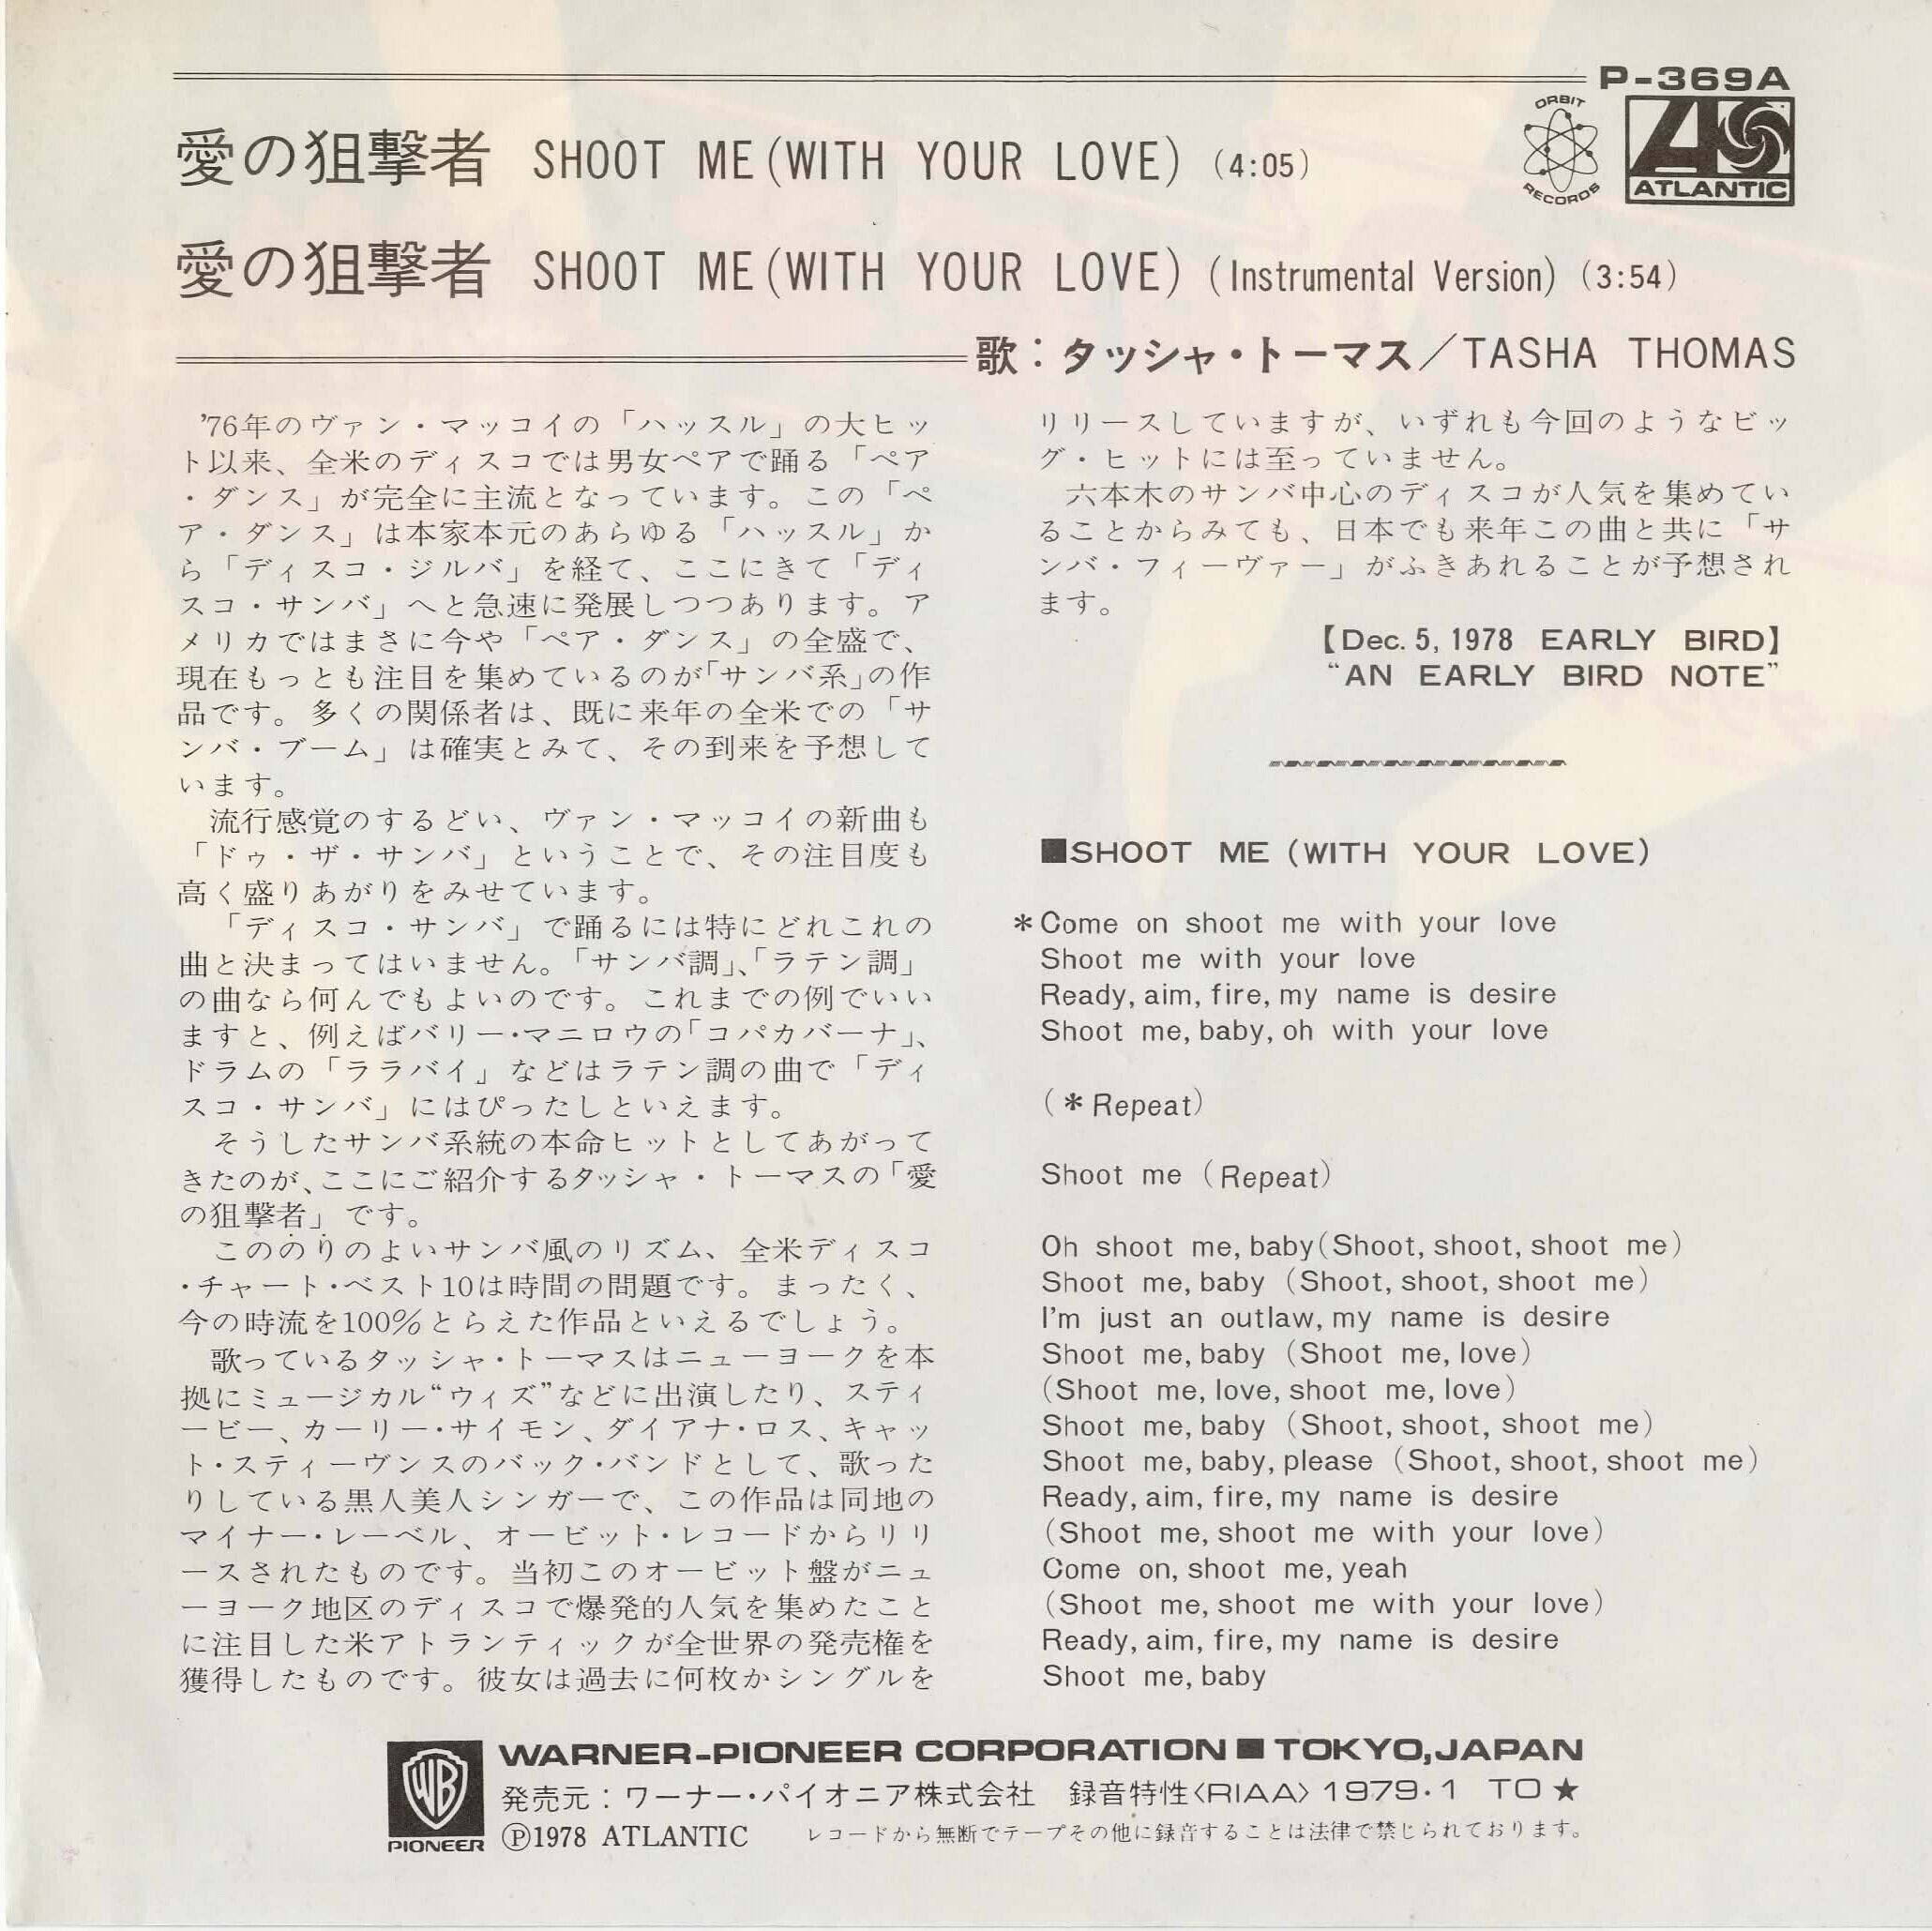 P-369A
ORBIT
RECORDS
ATLANTIC
愛の狙撃者 SHOOT ME (WITH YOUR LOVE) (4:05)
愛の狙撃者 SHOOT ME (WITH YOUR LOVE) (Instrumental Version) (3:54)
歌：タッシャ・トーマス／TASHA THOMAS
'76年のヴァン・マッコイの「ハッスル」の大ヒッ
ト以来、全米のディスコでは男女ペアで踊る「ペア
・ダンス」が完全に主流となっています。この「ペ
ア・ダンス」は本家本元のあらゆる「ハッスル」か
ら「ディスコ・ジルバ」を経て、ここにきて「ディ
スコ・サンバ」へと急速に発展しつつあります。ア
メリカではまさに今や「ペア・ダンス」の全盛で、
現在もっとも注目を集めているのが「サンバ系」の作
品です。多くの関係者は、既に来年の全米での「サ
ンバ・ブーム」は確実とみて、その到来を予想して
います。
流行感覚のするどい、ヴァン・マッコイの新曲も
「ドゥ・ザ・サンバ」ということで、その注目度も
高く盛りあがりをみせています。
「ディスコ・サンバ」で踊るには特にどれこれの
曲と決まってはいません。「サンバ調」、「ラテン調」
の曲なら何んでもよいのです。これまでの例でいい
ますと、例えばバリー・マニロウの「コパカバーナ」、
ドラムの「ララバイ」などはラテン調の曲で「ディ
スコ・サンバ」にはぴったしといえます。
そうしたサンバ系統の本命ヒットとしてあがって
きたのが、ここにご紹介するタッシャ・トーマスの「愛
の狙撃者」です。
こののりのよいサンバ風のリズム、全米ディスコ
・チャート・ベスト10は時間の問題です。まったく、
今の時流を100％とらえた作品といえるでしょう。
歌っているタッシャ・トーマスはニューヨークを本
拠にミュージカル“ウィズ”などに出演したり、スティ
ービー、カーリー・サイモン、ダイアナ・ロス、キャッ
ト・スティーヴンスのバック・バンドとして、歌った
りしている黒人美人シンガーで、この作品は同地の
マイナー・レーベル、オービット・レコードからリリ
ースされたものです。当初このオービット盤がニュ
ーヨーク地区のディスコで爆発的人気を集めたこと
に注目した米アトランティックが全世界の発売権を
獲得したものです。彼女は過去に何枚かシングルを
リリースしていますが、いずれも今回のようなビッ
グ・ヒットには至っていません。
六本木のサンバ中心のディスコが人気を集めてい
ることからみても、日本でも来年この曲と共に「サ
ンバ・フィーヴァー」がふきあれることが予想され
ます。
【Dec. 5, 1978 EARLY BIRD】
“AN EARLY BIRD NOTE”
■SHOOT ME (WITH YOUR LOVE)
＊Come on shoot me with your love
Shoot me with your love
Ready, aim, fire, my name is desire
Shoot me, baby, oh with your love
(＊Repeat)
Shoot me (Repeat)
Oh shoot me, baby (Shoot, shoot, shoot me)
Shoot me, baby (Shoot, shoot, shoot me)
I'm just an outlaw, my name is desire
Shoot me, baby (Shoot me, love)
(Shoot me, love, shoot me, love)
Shoot me, baby (Shoot, shoot, shoot me)
Shoot me, baby, please (Shoot, shoot, shoot me)
Ready, aim, fire, my name is desire
(Shoot me, shoot me with your love)
Come on, shoot me, yeah
(Shoot me, shoot me with your love)
Ready, aim, fire, my name is desire
Shoot me, baby
WB
PIONEER
WARNER-PIONEER CORPORATION ■ TOKYO, JAPAN
発売元：ワーナー・パイオニア株式会社 録音特性〈RIAA〉1979・1 TO ★
Ⓟ1978 ATLANTIC レコードから無断でテープその他に録音することは法律で禁じられております。